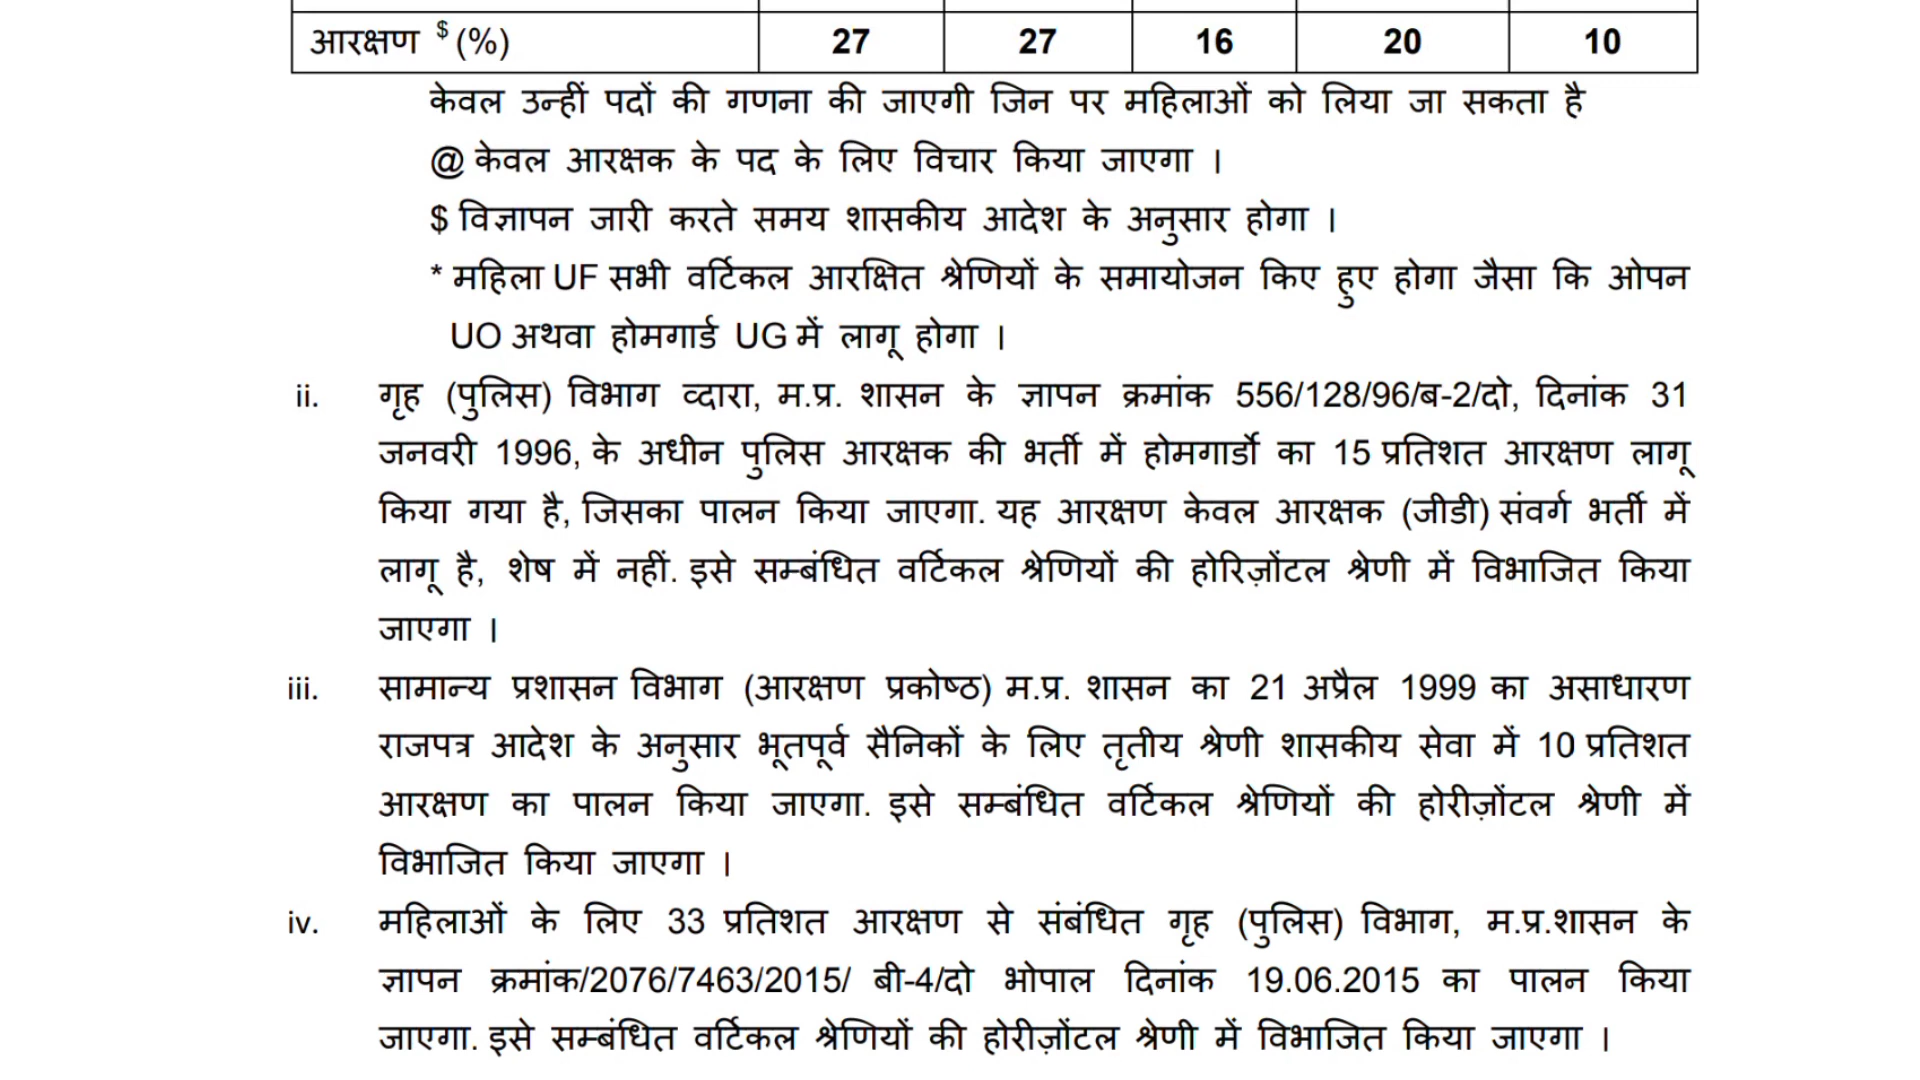 आरक्षण $ (%) 27 27 16 20 10
केवल उन्हीं पदों की गणना की जाएगी जिन पर महिलाओं को लिया जा सकता है
@ केवल आरक्षक के पद के लिए विचार किया जाएगा ।
$ विज्ञापन जारी करते समय शासकीय आदेश के अनुसार होगा ।
* महिला UF सभी वर्टिकल आरक्षित श्रेणियों के समायोजन किए हुए होगा जैसा कि ओपन
UO अथवा होमगार्ड UG में लागू होगा ।
ii. गृह (पुलिस) विभाग व्दारा, म.प्र. शासन के ज्ञापन क्रमांक 556/128/96/ब-2/दो, दिनांक 31
जनवरी 1996, के अधीन पुलिस आरक्षक की भर्ती में होमगार्डो का 15 प्रतिशत आरक्षण लागू
किया गया है, जिसका पालन किया जाएगा. यह आरक्षण केवल आरक्षक (जीडी) संवर्ग भर्ती में
लागू है, शेष में नहीं. इसे सम्बंधित वर्टिकल श्रेणियों की होरिज़ोंटल श्रेणी में विभाजित किया
जाएगा ।
iii. सामान्य प्रशासन विभाग (आरक्षण प्रकोष्ठ) म.प्र. शासन का 21 अप्रैल 1999 का असाधारण
राजपत्र आदेश के अनुसार भूतपूर्व सैनिकों के लिए तृतीय श्रेणी शासकीय सेवा में 10 प्रतिशत
आरक्षण का पालन किया जाएगा. इसे सम्बंधित वर्टिकल श्रेणियों की होरीज़ोंटल श्रेणी में
विभाजित किया जाएगा ।
iv. महिलाओं के लिए 33 प्रतिशत आरक्षण से संबंधित गृह (पुलिस) विभाग, म.प्र.शासन के
ज्ञापन क्रमांक/2076/7463/2015/ बी-4/दो भोपाल दिनांक 19.06.2015 का पालन किया
जाएगा. इसे सम्बंधित वर्टिकल श्रेणियों की होरीज़ोंटल श्रेणी में विभाजित किया जाएगा ।